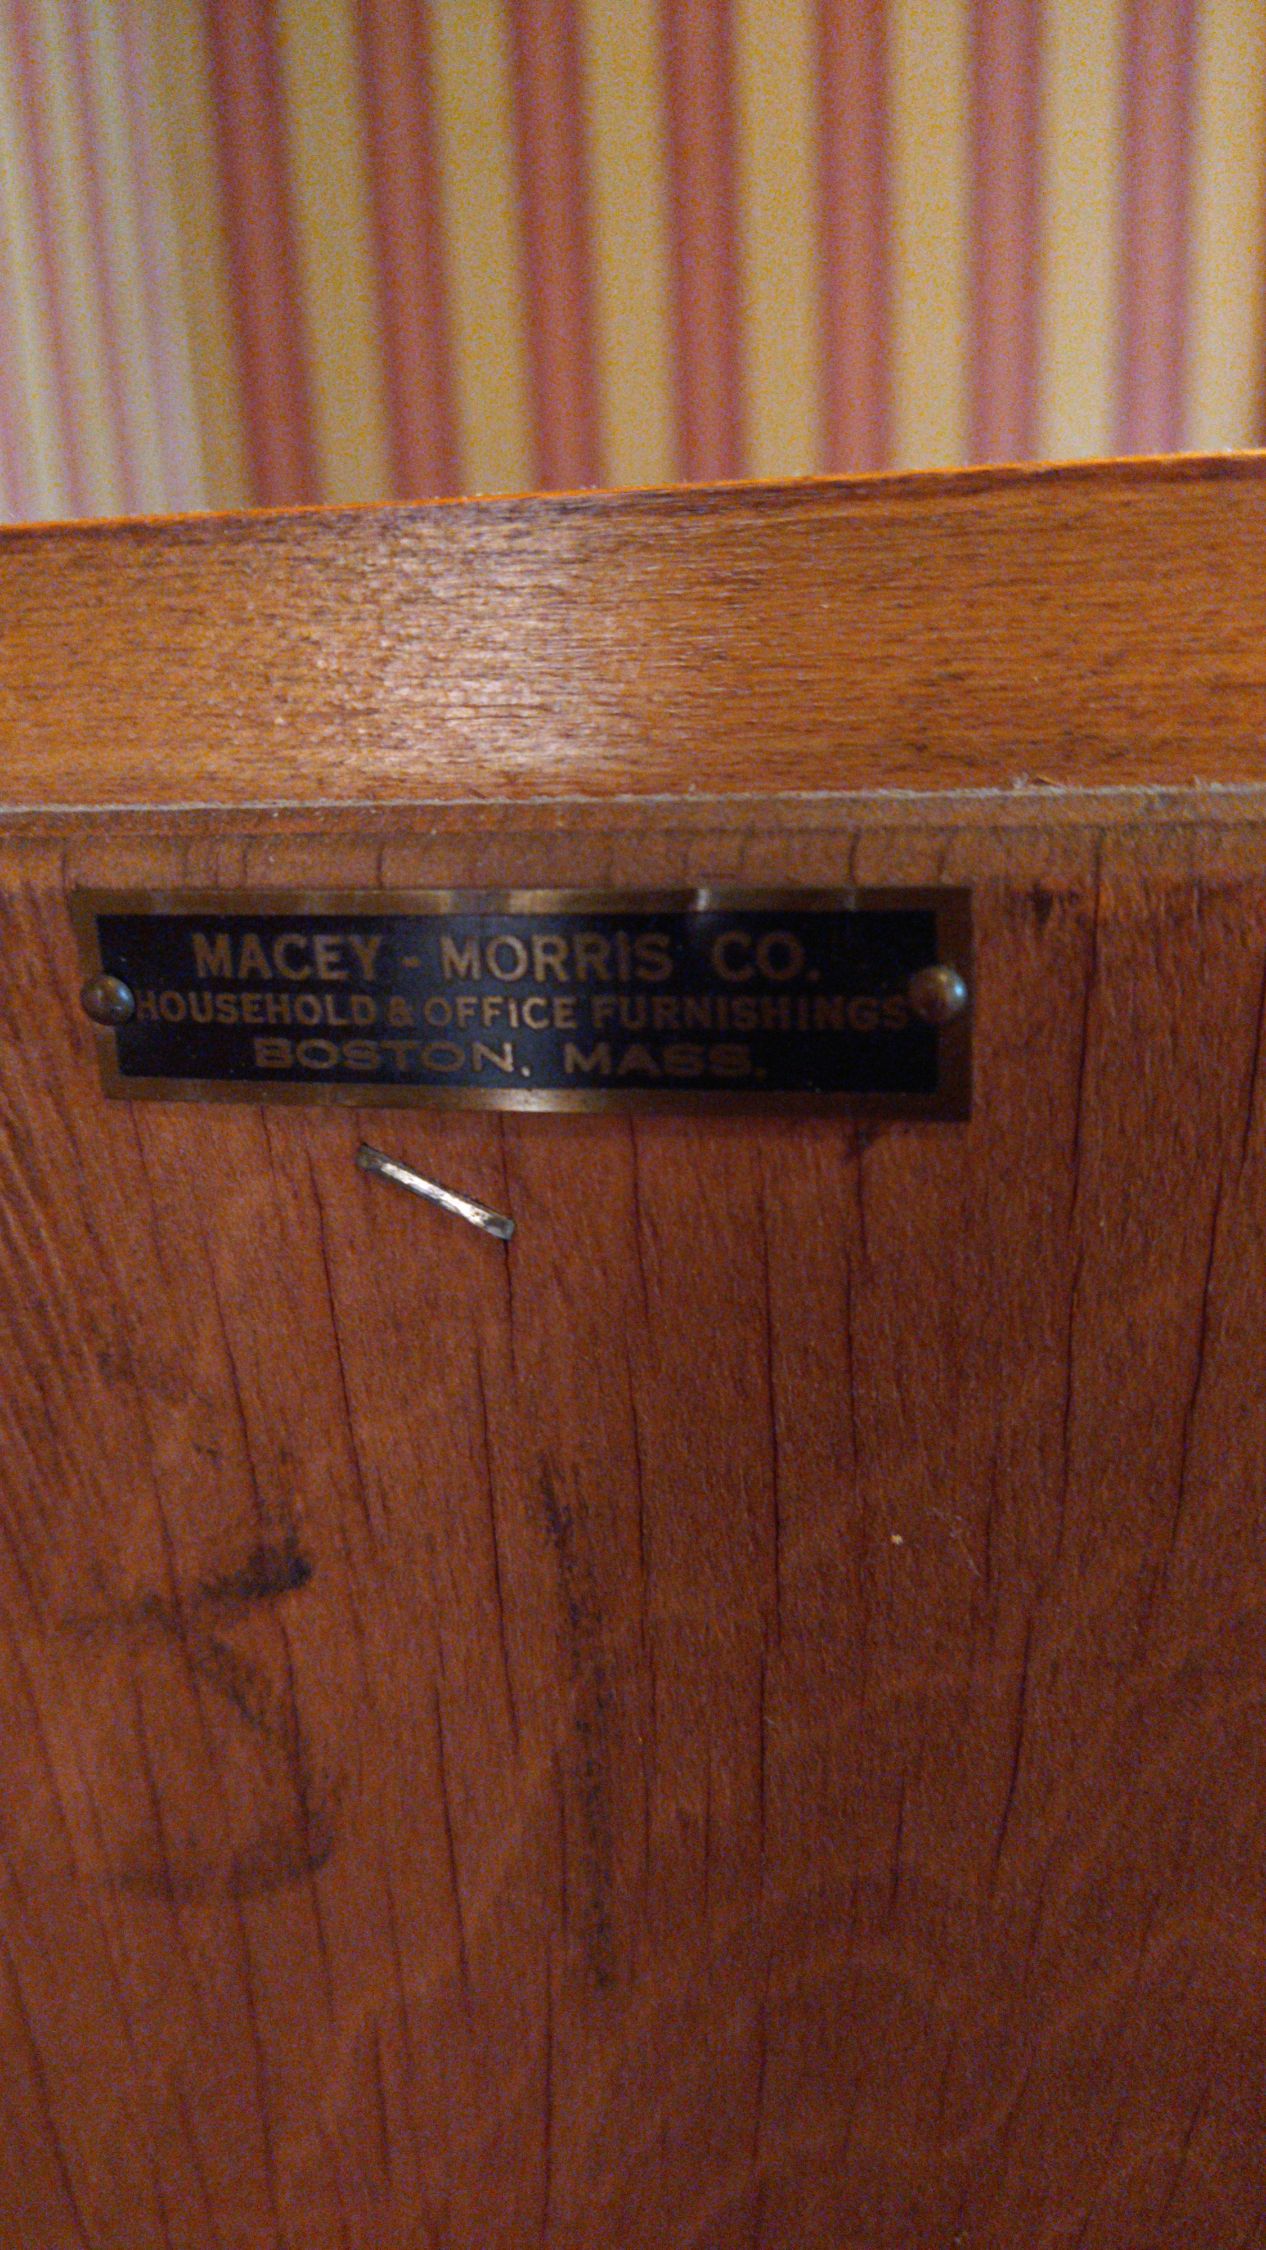 MACEY - MORRIS CO.
HOUSEHOLD & OFFICE FURNISHINGS
BOSTON, MASS.